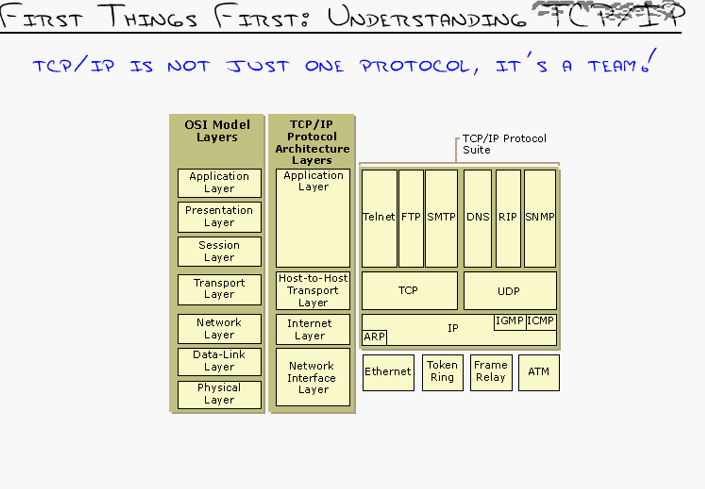 First Things First: Understanding TCP/IP
TCP/IP IS NOT JUST ONE PROTOCOL, IT'S A TEAM!
OSI Model
Layers
Application
Layer
Presentation
Layer
Session
Layer
Transport
Layer
Network
Layer
Data-Link
Layer
Physical
Layer
TCP/IP
Protocol
Architecture
Layers
Application
Layer
Host-to-Host
Transport
Layer
Internet
Layer
Network
Interface
Layer
TCP/IP Protocol
Suite
Telnet
FTP
SMTP
DNS
RIP
SNMP
TCP
UDP
IP
IGMP
ICMP
ARP
Ethernet
Token
Ring
Frame
Relay
ATM